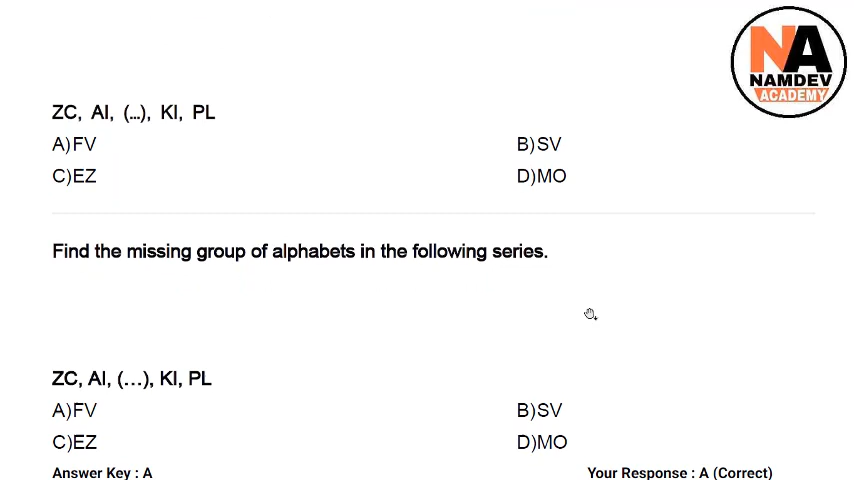 NA
NAMDEV
ACADEMY
ZC, AI, (...), KI, PL
A)FV B)SV
C)EZ D)MO
Find the missing group of alphabets in the following series.
ZC, AI, (…), KI, PL
A)FV B)SV
C)EZ D)MO
Answer Key : A Your Response : A (Correct)